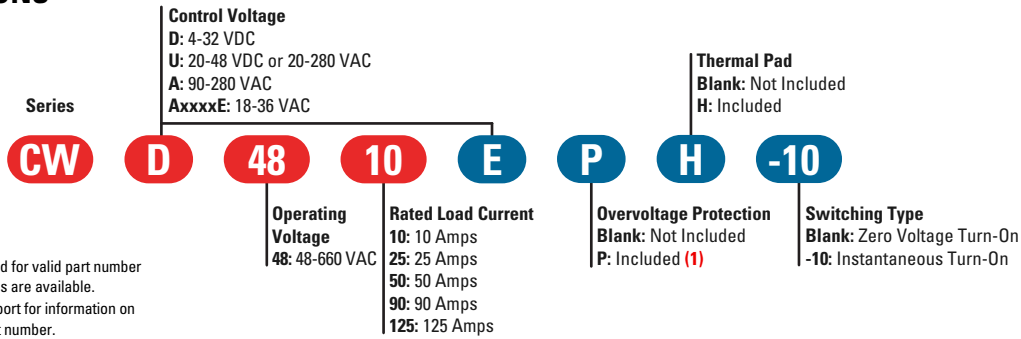 Control Voltage
D: 4-32 VDC
U: 20-48 VDC or 20-280 VAC
A: 90-280 VAC
AxxxxE: 18-36 VAC
Thermal Pad
Blank: Not Included
H: Included
Series
CW D 48 10 E P H -10
Operating
Voltage
48: 48-660 VAC
Rated Load Current
10: 10 Amps
25: 25 Amps
50: 50 Amps
90: 90 Amps
125: 125 Amps
Overvoltage Protection
Blank: Not Included
P: Included (1)
Switching Type
Blank: Zero Voltage Turn-On
-10: Instantaneous Turn-On
d for valid part number
s are available.
port for information on
t number.